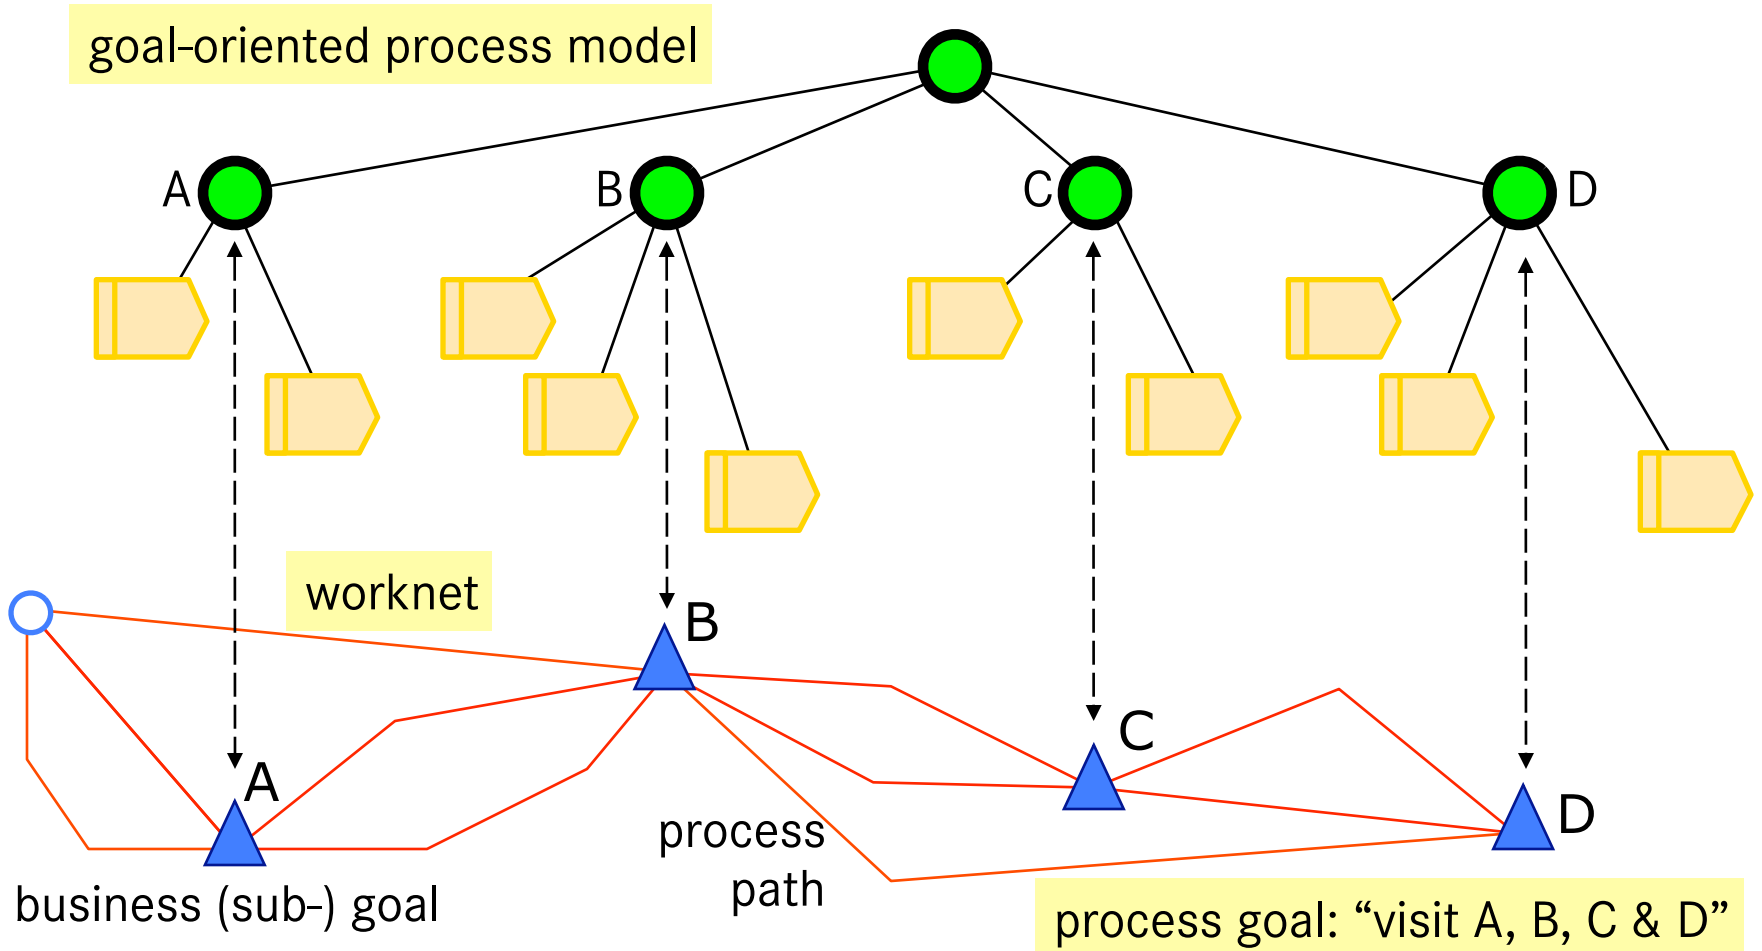 goal-oriented process model
A
B
C
D
worknet
B
C
A
D
process
path
business (sub-) goal
process goal: “visit A, B, C & D”